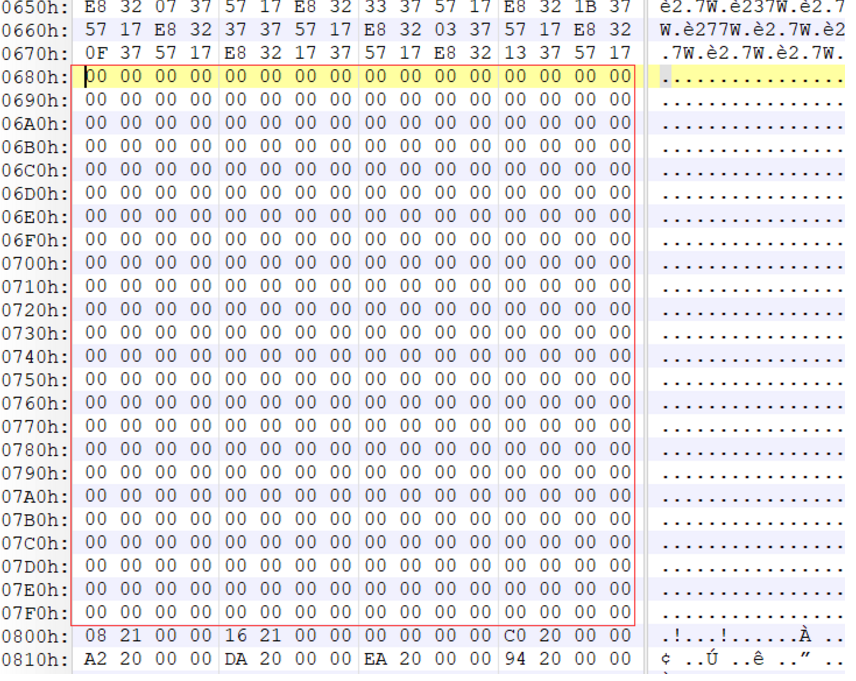 0650h: E8 32 07 37 57 17 E8 32 33 37 57 17 E8 32 1B 37 è2.7W.è237W.è2.7
0660h: 57 17 E8 32 37 37 57 17 E8 32 03 37 57 17 E8 32 W.è277W.è2.7W.è2
0670h: 0F 37 57 17 E8 32 17 37 57 17 E8 32 13 37 57 17 .7W.è2.7W.è2.7W.
0680h: 00 00 00 00 00 00 00 00 00 00 00 00 00 00 00 00 ................
0690h: 00 00 00 00 00 00 00 00 00 00 00 00 00 00 00 00 ................
06A0h: 00 00 00 00 00 00 00 00 00 00 00 00 00 00 00 00 ................
06B0h: 00 00 00 00 00 00 00 00 00 00 00 00 00 00 00 00 ................
06C0h: 00 00 00 00 00 00 00 00 00 00 00 00 00 00 00 00 ................
06D0h: 00 00 00 00 00 00 00 00 00 00 00 00 00 00 00 00 ................
06E0h: 00 00 00 00 00 00 00 00 00 00 00 00 00 00 00 00 ................
06F0h: 00 00 00 00 00 00 00 00 00 00 00 00 00 00 00 00 ................
0700h: 00 00 00 00 00 00 00 00 00 00 00 00 00 00 00 00 ................
0710h: 00 00 00 00 00 00 00 00 00 00 00 00 00 00 00 00 ................
0720h: 00 00 00 00 00 00 00 00 00 00 00 00 00 00 00 00 ................
0730h: 00 00 00 00 00 00 00 00 00 00 00 00 00 00 00 00 ................
0740h: 00 00 00 00 00 00 00 00 00 00 00 00 00 00 00 00 ................
0750h: 00 00 00 00 00 00 00 00 00 00 00 00 00 00 00 00 ................
0760h: 00 00 00 00 00 00 00 00 00 00 00 00 00 00 00 00 ................
0770h: 00 00 00 00 00 00 00 00 00 00 00 00 00 00 00 00 ................
0780h: 00 00 00 00 00 00 00 00 00 00 00 00 00 00 00 00 ................
0790h: 00 00 00 00 00 00 00 00 00 00 00 00 00 00 00 00 ................
07A0h: 00 00 00 00 00 00 00 00 00 00 00 00 00 00 00 00 ................
07B0h: 00 00 00 00 00 00 00 00 00 00 00 00 00 00 00 00 ................
07C0h: 00 00 00 00 00 00 00 00 00 00 00 00 00 00 00 00 ................
07D0h: 00 00 00 00 00 00 00 00 00 00 00 00 00 00 00 00 ................
07E0h: 00 00 00 00 00 00 00 00 00 00 00 00 00 00 00 00 ................
07F0h: 00 00 00 00 00 00 00 00 00 00 00 00 00 00 00 00 ................
0800h: 08 21 00 00 16 21 00 00 00 00 00 00 C0 20 00 00 .!...!......À ..
0810h: A2 20 00 00 DA 20 00 00 EA 20 00 00 94 20 00 00 ¢ ..Ú ..ê ..” ..